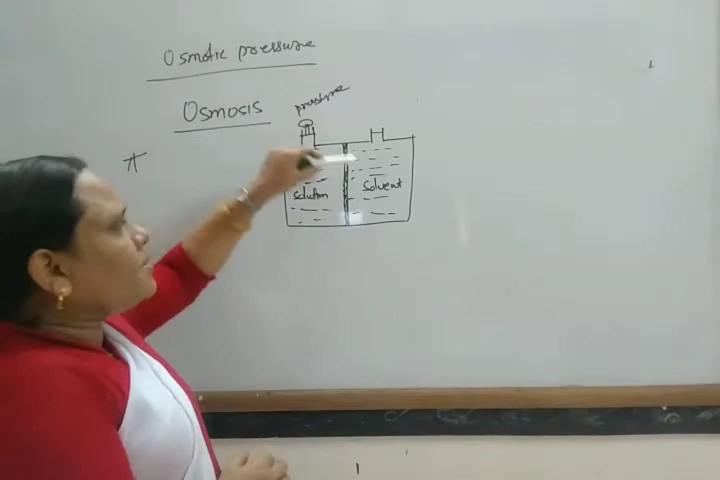 Osmotic pressure
Osmosis
pressure
π
solution
solvent